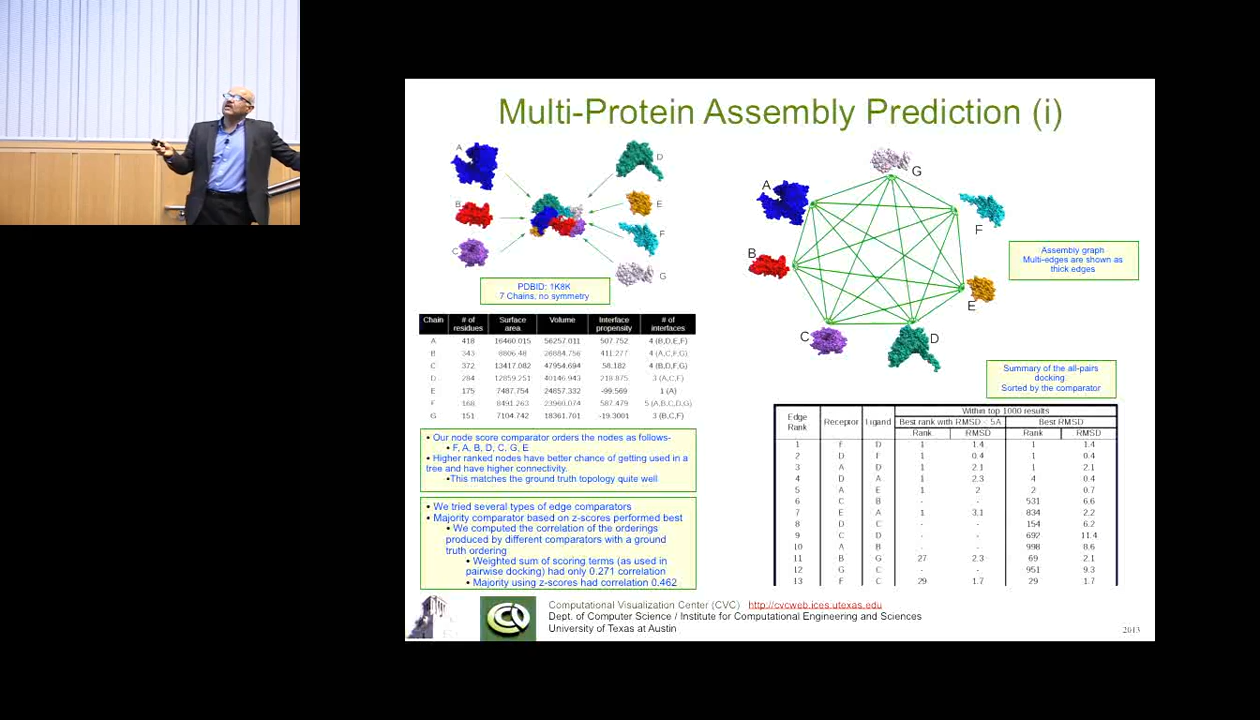 Multi-Protein Assembly Prediction (i)
A
B
C
D
E
F
G
PDBID: 1K8K
7 Chains, no symmetry
Chain # of residues Surface area Volume Interface propensity # of interfaces
A 418 16460.015 56257.011 507.752 4 (B,D,E,F)
B 343 8806.48 26884.756 411.277 4 (A,C,F,G)
C 372 13417.082 47954.694 58.182 4 (B,D,F,G)
D 284 12859.251 40146.943 218.875 3 (A,C,F)
E 175 7487.754 24857.332 -99.569 1 (A)
F 168 8491.263 23960.074 587.479 5 (A,B,C,D,G)
G 151 7104.742 18361.701 -19.3001 3 (B,C,F)
• Our node score comparator orders the nodes as follows-
• F, A, B, D, C, G, E
• Higher ranked nodes have better chance of getting used in a
tree and have higher connectivity.
•This matches the ground truth topology quite well
• We tried several types of edge comparators
• Majority comparator based on z-scores performed best
• We computed the correlation of the orderings
produced by different comparators with a ground
truth ordering
• Weighted sum of scoring terms (as used in
pairwise docking) had only 0.271 correlation
• Majority using z-scores had correlation 0.462
G
A
F
B
E
C
D
Assembly graph
Multi-edges are shown as
thick edges
Summary of the all-pairs
docking.
Sorted by the comparator
Within top 1000 results
Edge Rank Receptor Ligand Best rank with RMSD < 5A Best RMSD
Rank RMSD Rank RMSD
1 F D 1 1.4 1 1.4
2 D F 1 0.4 1 0.4
3 A D 1 2.1 1 2.1
4 D A 1 2.3 4 0.4
5 A E 1 2 2 0.7
6 C B - - 531 6.6
7 E A 1 3.1 834 2.2
8 D C - - 154 6.2
9 C D - - 692 11.4
10 A B - - 998 8.6
11 B G 27 2.3 69 2.1
12 G C - - 951 9.3
13 F C 29 1.7 29 1.7
Computational Visualization Center (CVC) http://cvcweb.ices.utexas.edu
Dept. of Computer Science / Institute for Computational Engineering and Sciences
University of Texas at Austin
2013